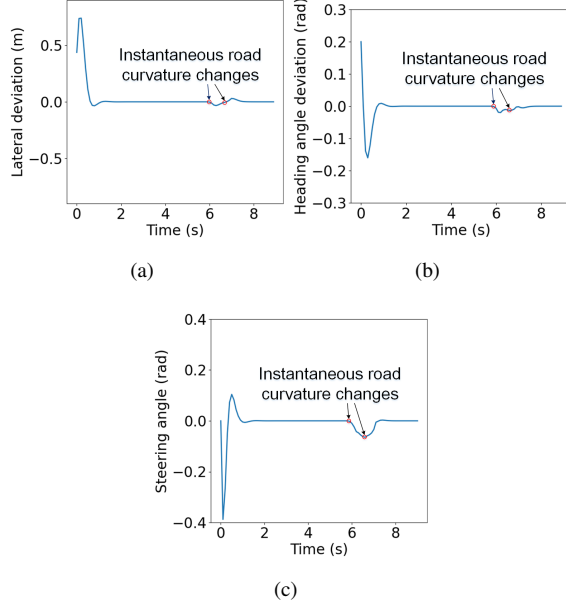 Lateral deviation (m)
0.5
0.0
−0.5
Instantaneous road
curvature changes
0 2 4 6 8
Time (s)
(a)
Heading angle deviation (rad)
0.3
0.2
0.1
0.0
−0.1
−0.2
−0.3
Instantaneous road
curvature changes
0 2 4 6 8
Time (s)
(b)
Steering angle (rad)
0.4
0.2
0.0
−0.2
−0.4
Instantaneous road
curvature changes
0 2 4 6 8
Time (s)
(c)